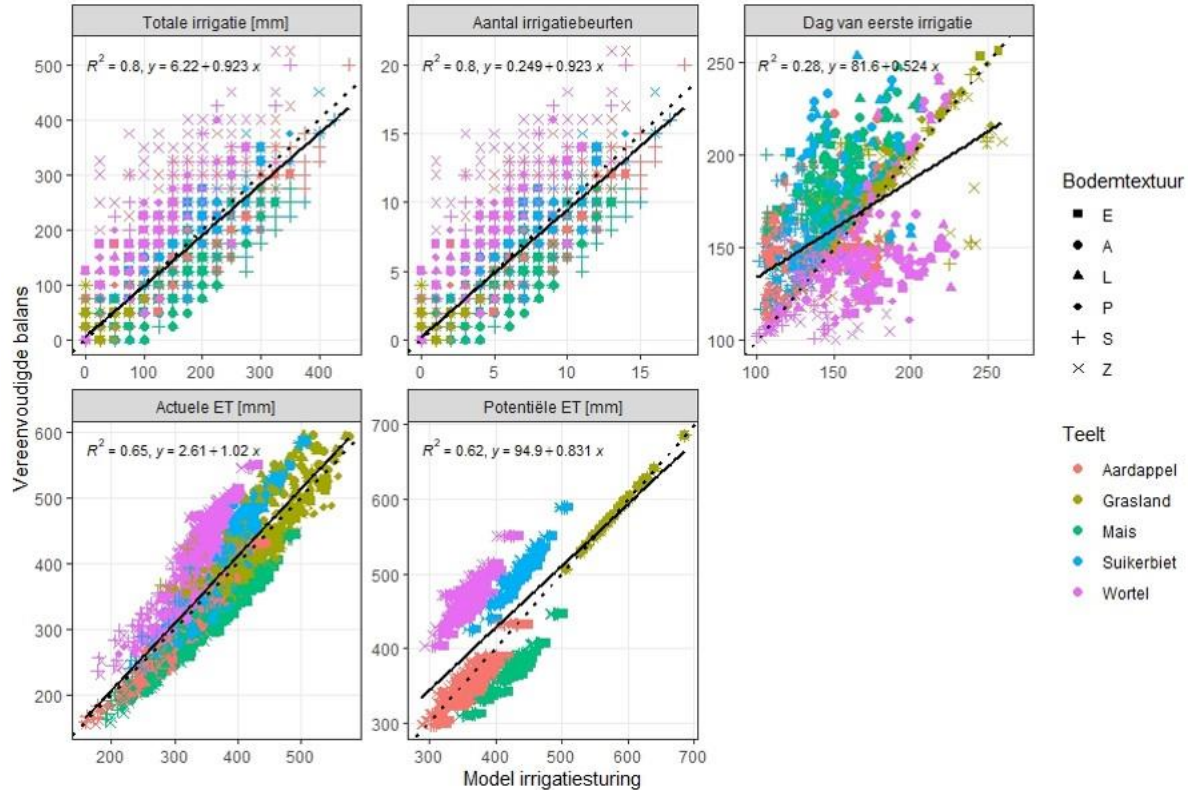 Totale irrigatie [mm]
R² = 0.8, y = 6.22 + 0.923 x
500
400
300
200
100
0
0 100 200 300 400
Aantal irrigatiebeurten
R² = 0.8, y = 0.249 + 0.923 x
20
15
10
5
0
0 5 10 15
Dag van eerste irrigatie
R² = 0.28, y = 81.6 + 0.524 x
250
200
150
100
100 150 200 250
Actuele ET [mm]
R² = 0.65, y = 2.61 + 1.02 x
600
500
400
300
200
200 300 400 500
Potentiële ET [mm]
R² = 0.62, y = 94.9 + 0.831 x
700
600
500
400
300
300 400 500 600 700
Vereenvoudigde balans
Model irrigatiesturing
Bodemtextuur
E
A
L
P
S
Z
Teelt
Aardappel
Grasland
Mais
Suikerbiet
Wortel